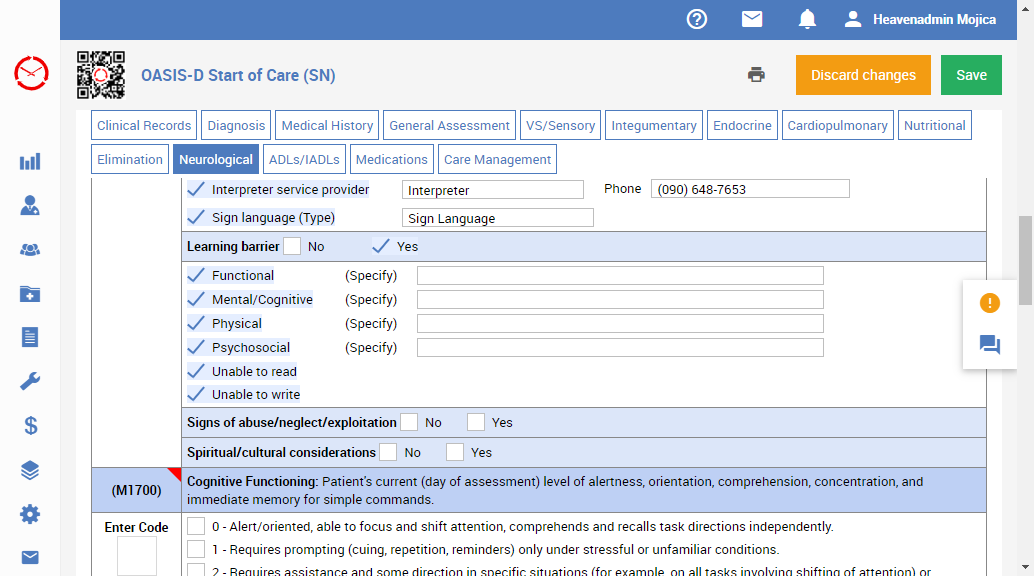 Heavenadmin Mojica
OASIS-D Start of Care (SN)
Discard changes
Save
Clinical Records
Diagnosis
Medical History
General Assessment
VS/Sensory
Integumentary
Endocrine
Cardiopulmonary
Nutritional
Elimination
Neurological
ADLs/IADLs
Medications
Care Management
Interpreter service provider Interpreter Phone (090) 648-7653
Sign language (Type) Sign Language
Learning barrier No Yes
Functional (Specify)
Mental/Cognitive (Specify)
Physical (Specify)
Psychosocial (Specify)
Unable to read
Unable to write
Signs of abuse/neglect/exploitation No Yes
Spiritual/cultural considerations No Yes
(M1700)
Cognitive Functioning: Patient's current (day of assessment) level of alertness, orientation, comprehension, concentration, and
immediate memory for simple commands.
Enter Code
0 - Alert/oriented, able to focus and shift attention, comprehends and recalls task directions independently.
1 - Requires prompting (cuing, repetition, reminders) only under stressful or unfamiliar conditions.
2 - Requires assistance and some direction in specific situations (for example, on all tasks involving shifting of attention) or